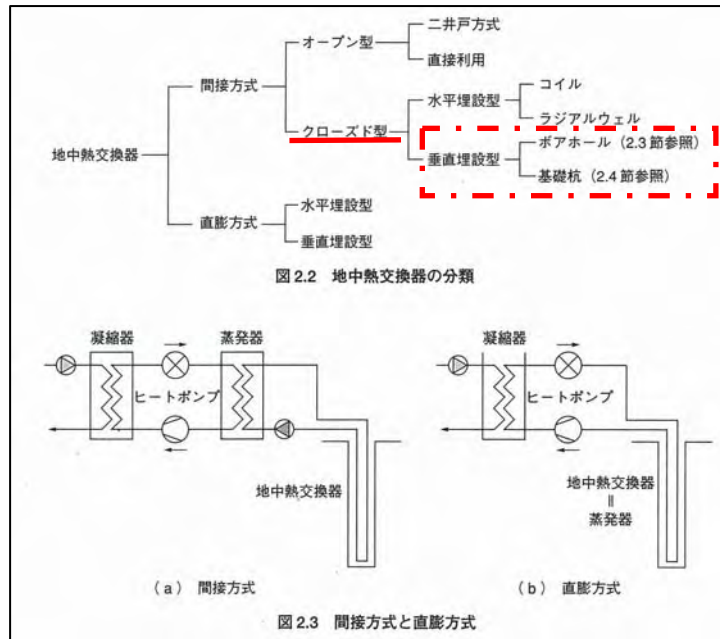 二井戸方式
オープン型
直接利用
間接方式
コイル
水平埋設型
クローズド型
ラジアルウェル
ボアホール（2.3節参照）
地中熱交換器
垂直埋設型
基礎杭（2.4節参照）
水平埋設型
直膨方式
垂直埋設型
図2.2 地中熱交換器の分類
凝縮器
蒸発器
ヒートポンプ
地中熱交換器
（a） 間接方式
凝縮器
ヒートポンプ
地中熱交換器
＝
蒸発器
（b） 直膨方式
図2.3 間接方式と直膨方式